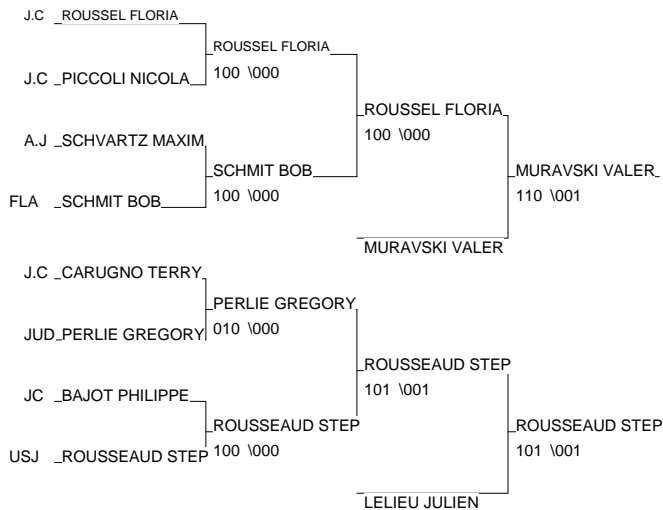 J.C ROUSSEL FLORIA
ROUSSEL FLORIA
100 \000
J.C PICCOLI NICOLA
ROUSSEL FLORIA
100 \000
A.J SCHVARTZ MAXIM
SCHMIT BOB
100 \000
MURAVSKI VALER
110 \001
FLA SCHMIT BOB
MURAVSKI VALER
J.C CARUGNO TERRY
PERLIE GREGORY
010 \000
JUD PERLIE GREGORY
ROUSSEAUD STEP
101 \001
JC BAJOT PHILIPPE
ROUSSEAUD STEP
100 \000
ROUSSEAUD STEP
101 \001
USJ ROUSSEAUD STEP
LELIEU JULIEN